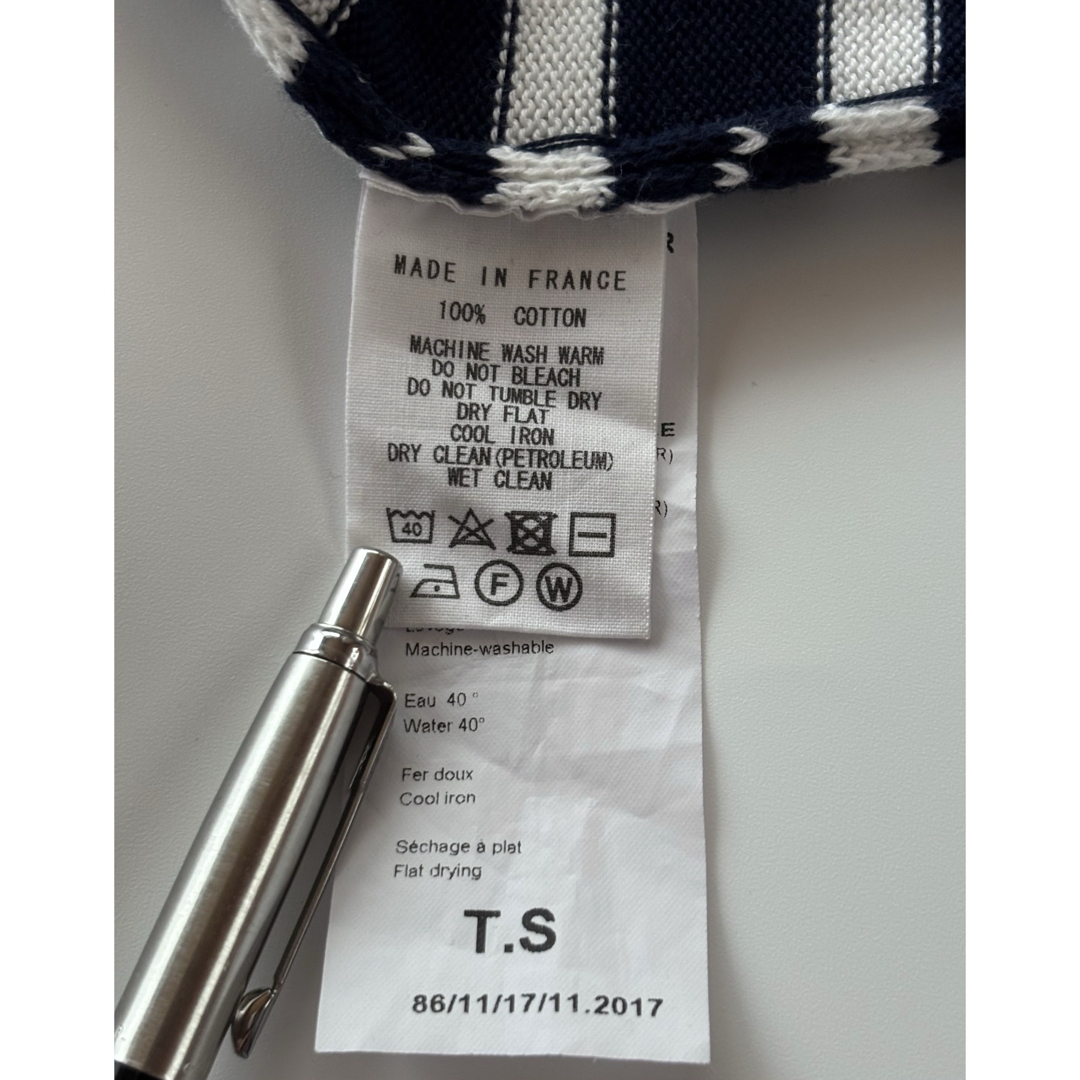 MADE IN FRANCE
100% COTTON
MACHINE WASH WARM
DO NOT BLEACH
DO NOT TUMBLE DRY
DRY FLAT
COOL IRON
DRY CLEAN(PETROLEUM)
WET CLEAN
40
F W
R
E
R)
R)
Machine-washable
Eau 40°
Water 40°
Fer doux
Cool iron
Séchage à plat
Flat drying
T.S
86/11/17/11.2017